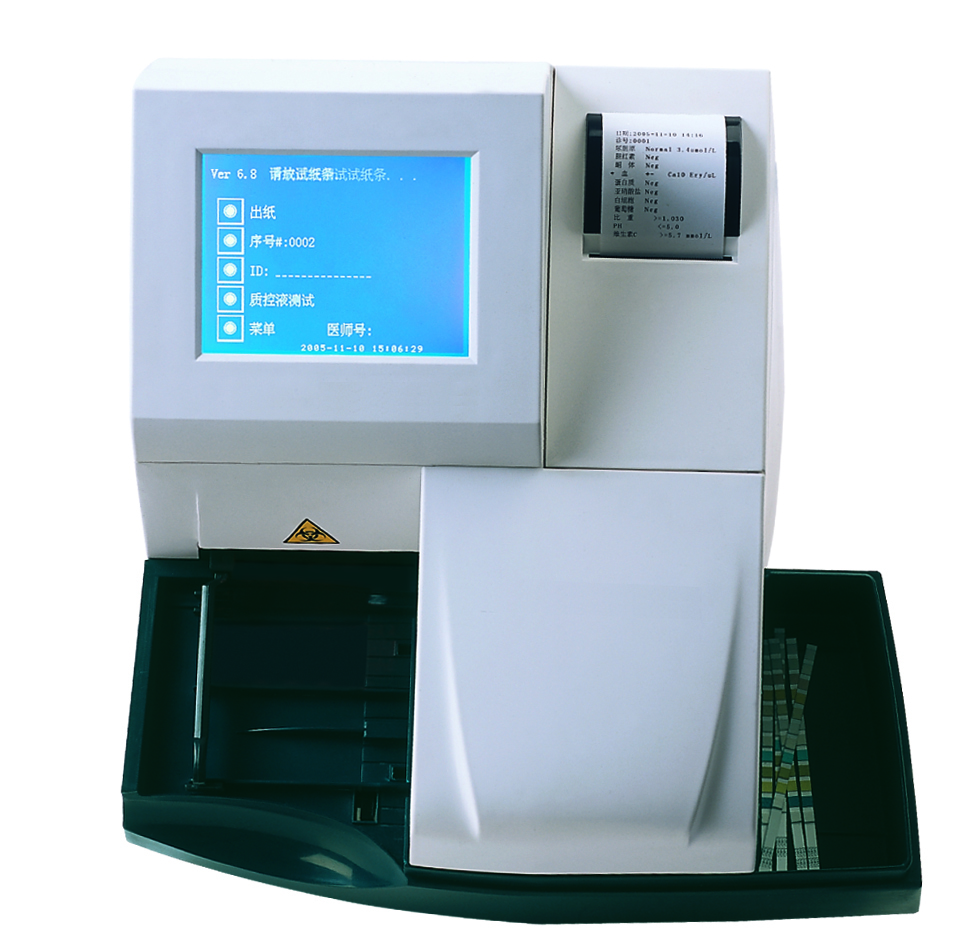 Ver 6.8 请放试纸条试试纸条...
出纸
序号#:0002
ID:_______________
质控液测试
菜单 医师号:
2005-11-10 15:06:29
日期:2005-11-10 14:16
序号:0001
尿胆原 Normal 3.4umol/L
胆红素 Neg
酮 体 Neg
血 +- Ca10 Ery/uL
蛋白质 Neg
亚硝酸盐 Neg
白细胞 Neg
葡萄糖 Neg
比 重 >=1.030
PH <=5.0
维生素C >=5.7 mmol/L